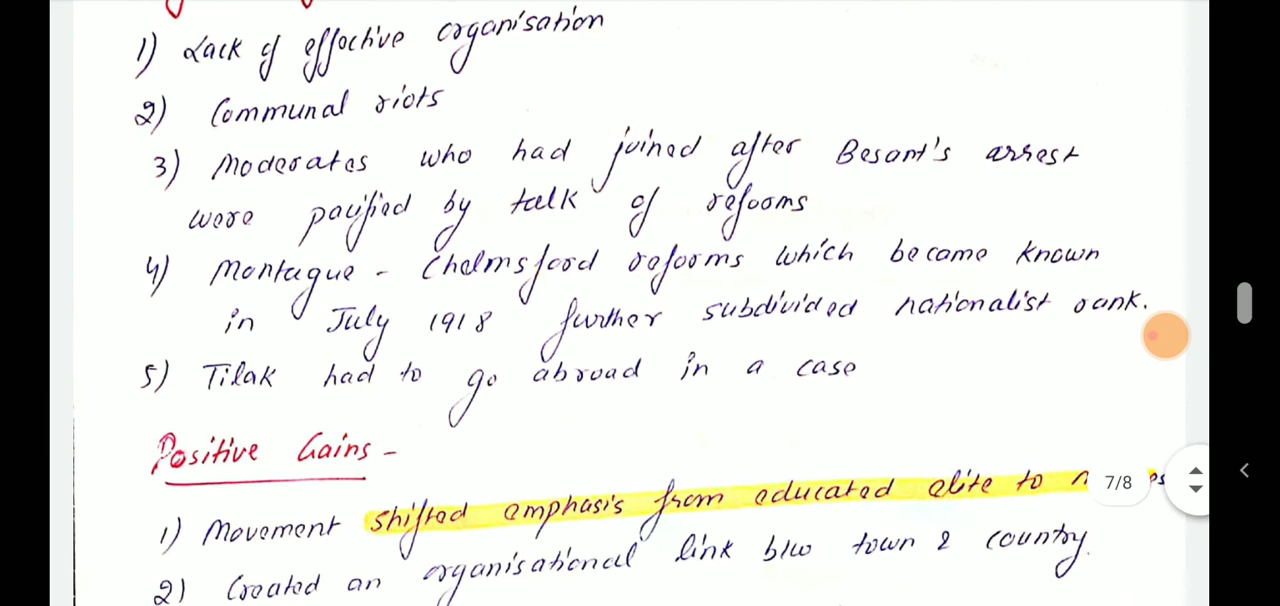 1) Lack of effective organisation
2) Communal riots
3) Moderates who had joined after Besant's arrest
were pacified by talk of reforms
4) Montague - Chelmsford reforms which became known
in July 1918 further subdivided nationalist rank.
5) Tilak had to go abroad in a case
Positive Gains -
1) Movement shifted emphasis from educated elite to
7/8
2) Created an organisational link b/w town & country.